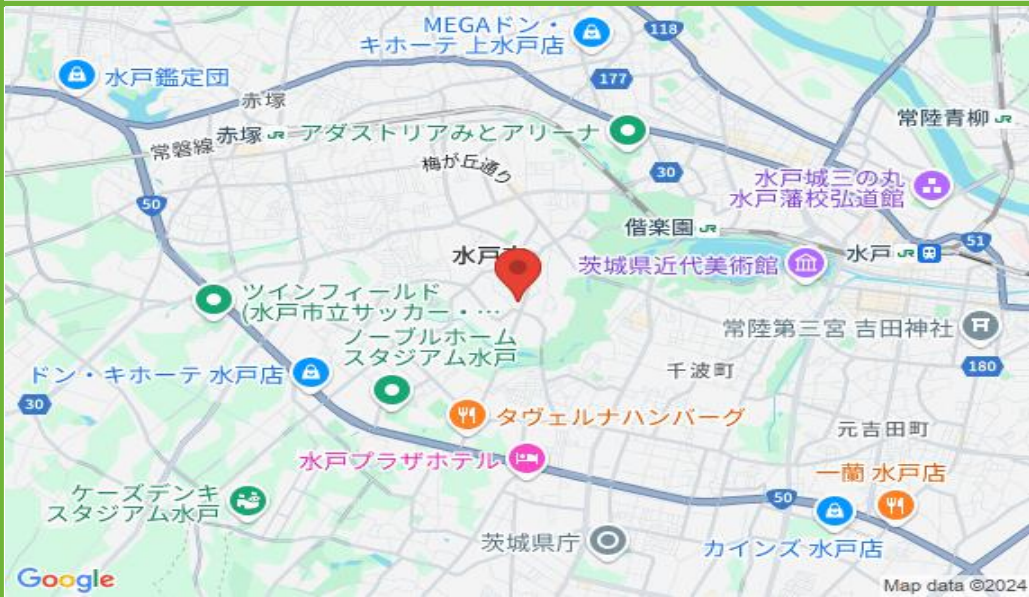 MEGAドン・
キホーテ 上水戸店
118
水戸鑑定団
177
赤塚
常陸青柳
赤塚
アダストリアみとアリーナ
常磐線
梅が丘通り
30
水戸城三の丸
水戸藩校弘道館
50
偕楽園
51
水戸
水戸
茨城県近代美術館
ツインフィールド
(水戸市立サッカー・…
常陸第三宮 吉田神社
ノーブルホーム
スタジアム水戸
180
ドン・キホーテ 水戸店
千波町
30
タヴェルナハンバーグ
元吉田町
水戸プラザホテル
一蘭 水戸店
ケーズデンキ
スタジアム水戸
50
茨城県庁
カインズ 水戸店
Google
Map data ©2024